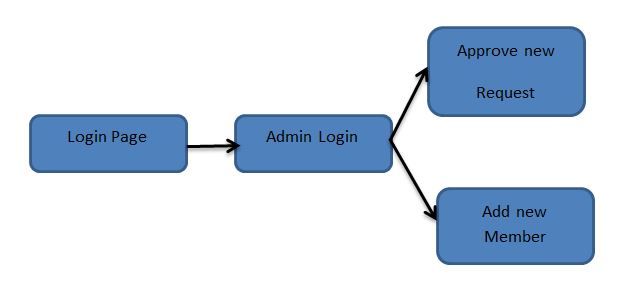 Login Page
Admin Login
Approve new
Request
Add new
Member